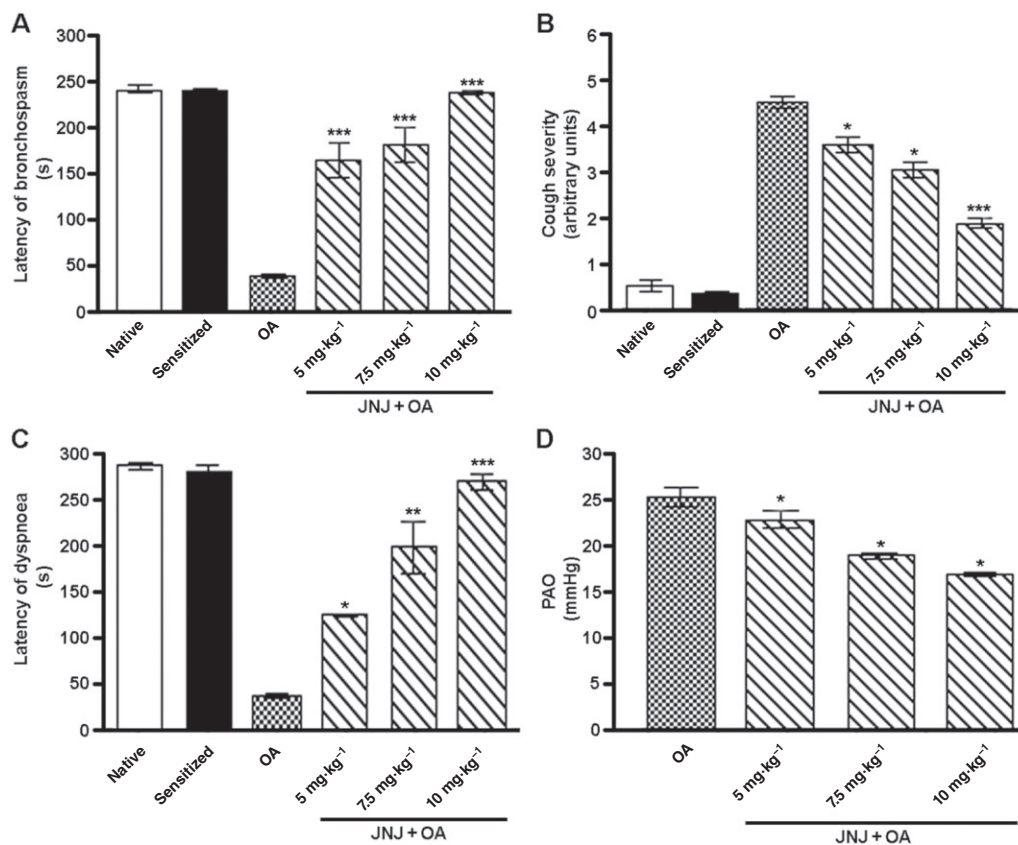 A
Latency of bronchospasm
(s)
300
250
200
150
100
50
0
***
***
***
Native
Sensitized
OA
5 mg·kg⁻¹
7.5 mg·kg⁻¹
10 mg·kg⁻¹
JNJ + OA
B
Cough severity
(arbitrary units)
6
5
4
3
2
1
0
*
*
***
Native
Sensitized
OA
5 mg·kg⁻¹
7.5 mg·kg⁻¹
10 mg·kg⁻¹
JNJ + OA
C
Latency of dyspnoea
(s)
300
250
200
150
100
50
0
*
**
***
Native
Sensitized
OA
5 mg·kg⁻¹
7.5 mg·kg⁻¹
10 mg·kg⁻¹
JNJ + OA
D
PAO
(mmHg)
30
25
20
15
10
5
0
*
*
*
OA
5 mg·kg⁻¹
7.5 mg·kg⁻¹
10 mg·kg⁻¹
JNJ + OA